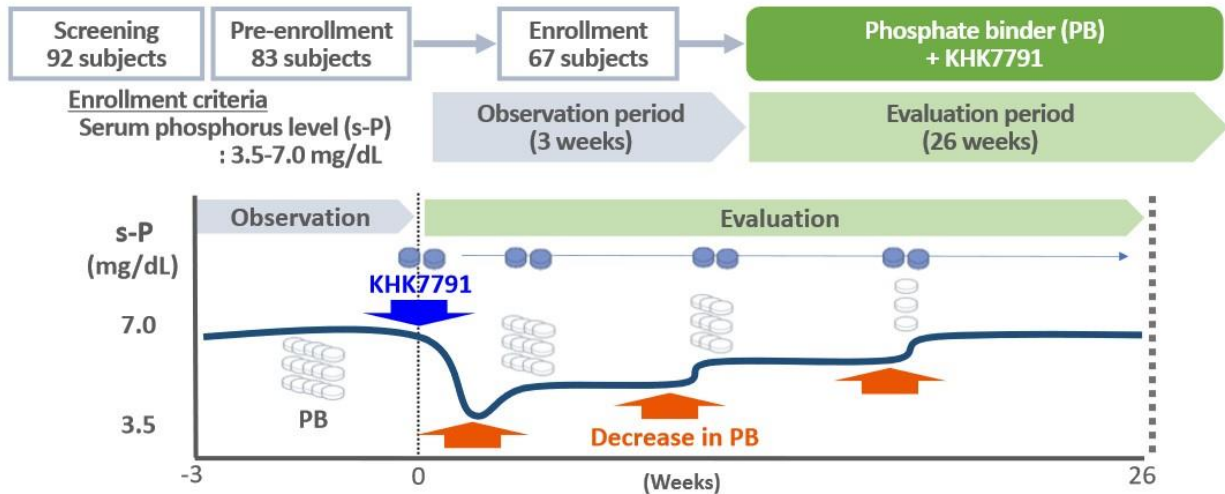 Screening
92 subjects
Pre-enrollment
83 subjects
Enrollment
67 subjects
Phosphate binder (PB)
+ KHK7791
Enrollment criteria
Serum phosphorus level (s-P)
: 3.5-7.0 mg/dL
Observation period
(3 weeks)
Evaluation period
(26 weeks)
Observation
Evaluation
s-P
(mg/dL)
KHK7791
7.0
PB
3.5
Decrease in PB
-3
0
(Weeks)
26